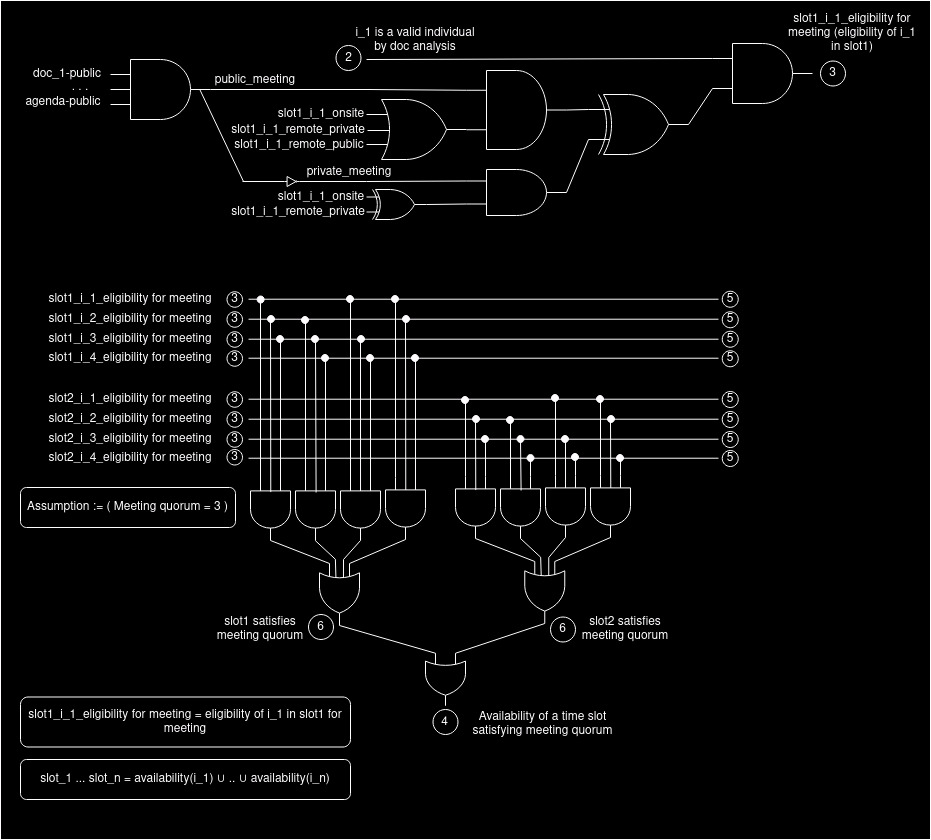 slot1_i_1_eligibility for
meeting (eligibility of i_1
in slot1)
i_1 is a valid individual
by doc analysis
2
3
doc_1-public
. . .
agenda-public
public_meeting
slot1_i_1_onsite
slot1_i_1_remote_private
slot1_i_1_remote_public
private_meeting
slot1_i_1_onsite
slot1_i_1_remote_private
slot1_i_1_eligibility for meeting 3 5
slot1_i_2_eligibility for meeting 3 5
slot1_i_3_eligibility for meeting 3 5
slot1_i_4_eligibility for meeting 3 5
slot2_i_1_eligibility for meeting 3 5
slot2_i_2_eligibility for meeting 3 5
slot2_i_3_eligibility for meeting 3 5
slot2_i_4_eligibility for meeting 3 5
Assumption := ( Meeting quorum = 3 )
slot1 satisfies
meeting quorum
6
6
slot2 satisfies
meeting quorum
4
Availability of a time slot
satisfying meeting quorum
slot1_i_1_eligibility for meeting = eligibility of i_1 in slot1 for
meeting
slot_1 ... slot_n = availability(i_1) ∪ .. ∪ availability(i_n)